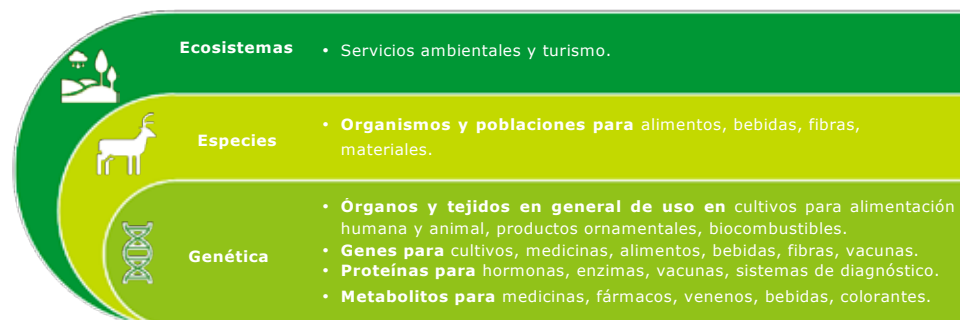 Ecosistemas
• Servicios ambientales y turismo.
Especies
• Organismos y poblaciones para alimentos, bebidas, fibras,
materiales.
Genética
• Órganos y tejidos en general de uso en cultivos para alimentación
humana y animal, productos ornamentales, biocombustibles.
• Genes para cultivos, medicinas, alimentos, bebidas, fibras, vacunas.
• Proteínas para hormonas, enzimas, vacunas, sistemas de diagnóstico.
• Metabolitos para medicinas, fármacos, venenos, bebidas, colorantes.